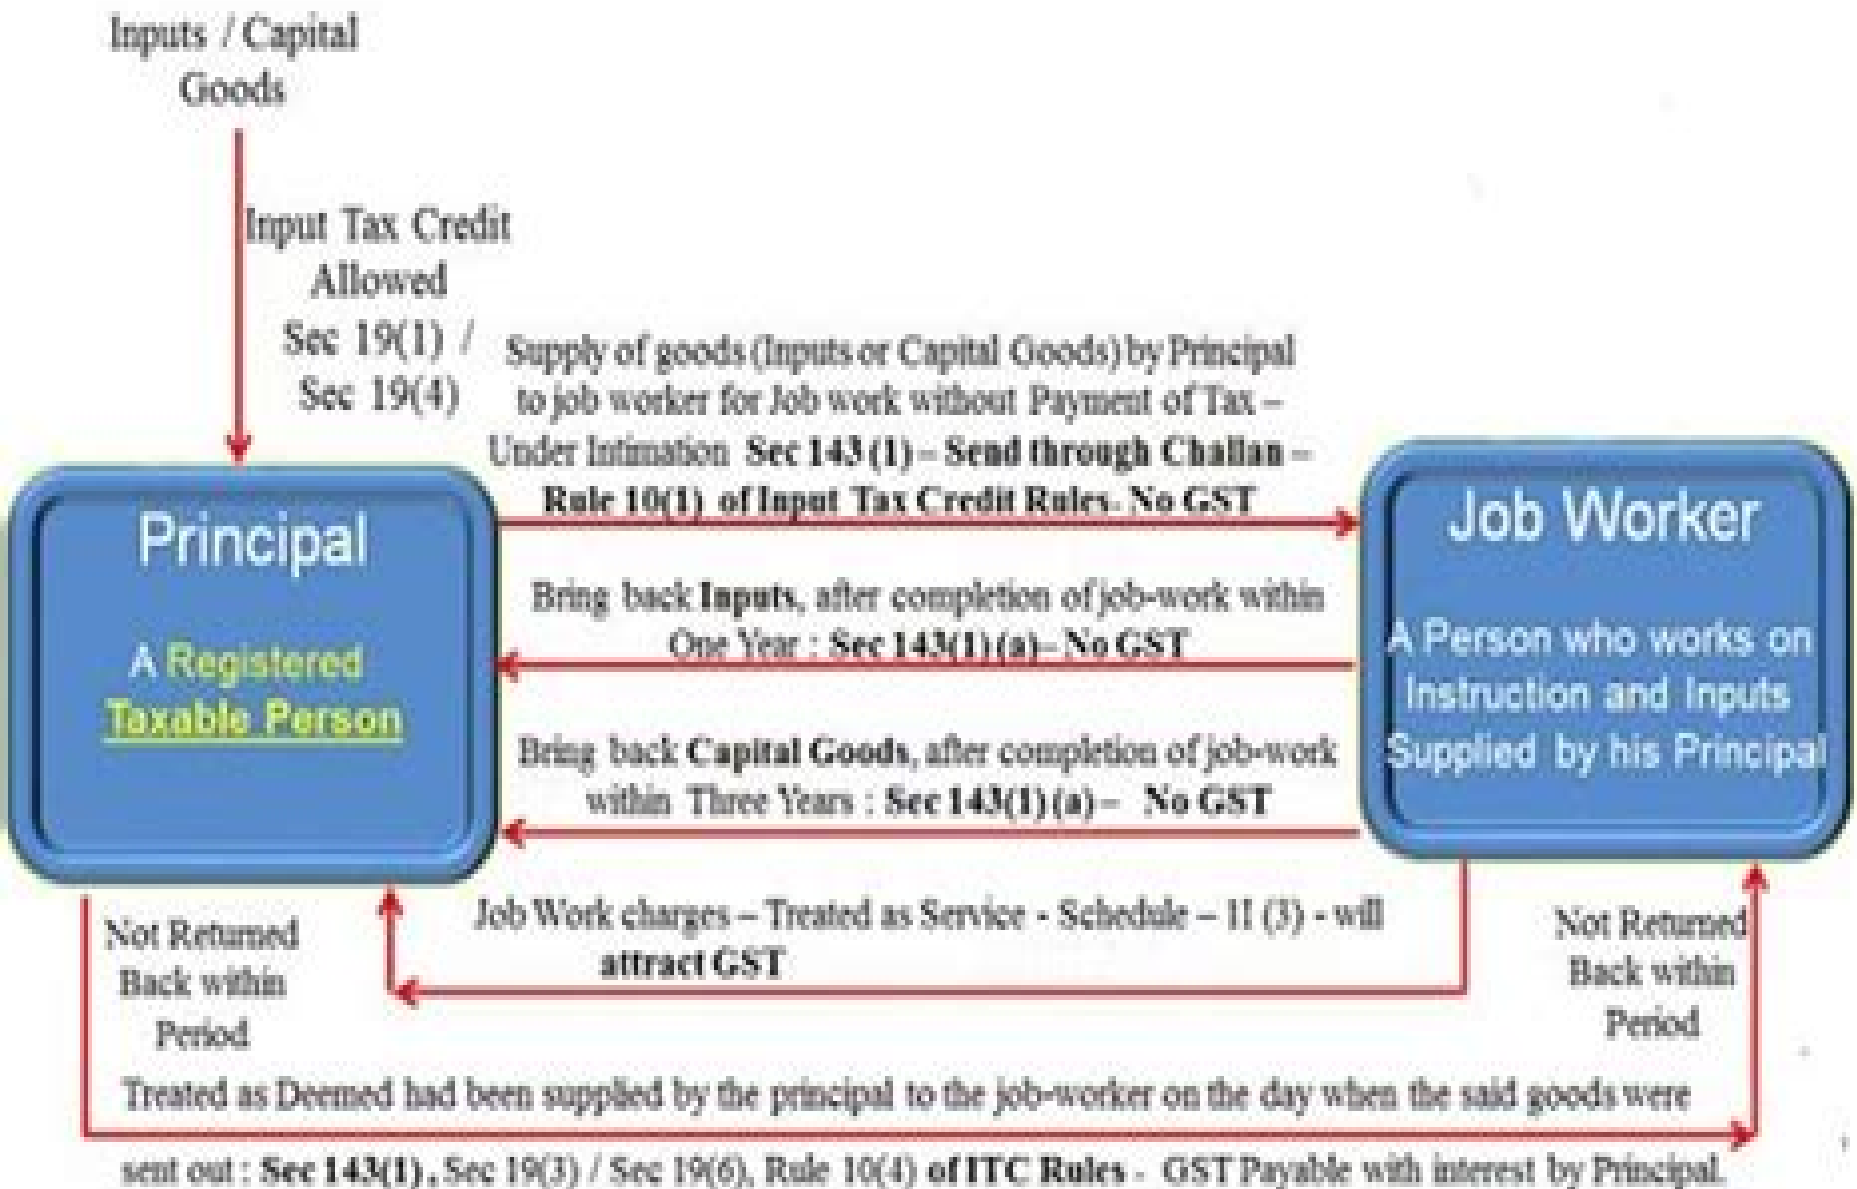 Inputs / Capital
Goods
Input Tax Credit
Allowed
Sec 19(1) /
Sec 19(4)
Supply of goods (Inputs or Capital Goods) by Principal
to job worker for Job work without Payment of Tax –
Under Intimation Sec 143 (1) – Send through Challan –
Rule 10(1) of Input Tax Credit Rules- No GST
Principal
A Registered
Taxable Person
Job Worker
A Person who works on
Instruction and Inputs
Supplied by his Principal
Bring back Inputs, after completion of job-work within
One Year : Sec 143(1)(a)– No GST
Bring back Capital Goods, after completion of job-work
within Three Years : Sec 143(1)(a) – No GST
Job Work charges – Treated as Service - Schedule – II (3) - will
attract GST
Not Returned
Back within
Period
Not Returned
Back within
Period
Treated as Deemed had been supplied by the principal to the job-worker on the day when the said goods were
sent out : Sec 143(1), Sec 19(3) / Sec 19(6), Rule 10(4) of ITC Rules - GST Payable with interest by Principal.